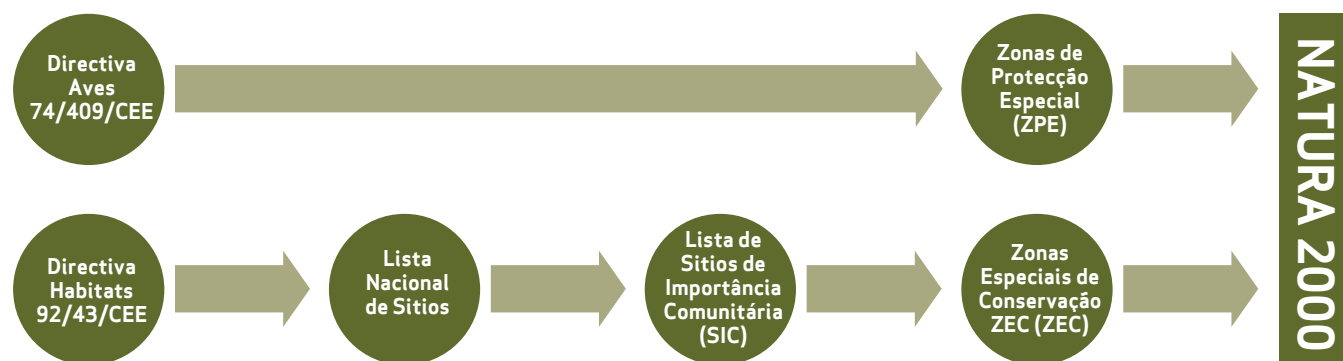 Directiva
Aves
74/409/CEE
Zonas de
Protecção
Especial
(ZPE)
Directiva
Habitats
92/43/CEE
Lista
Nacional
de Sitios
Lista de
Sitios de
Importância
Comunitária
(SIC)
Zonas
Especiais de
Conservação
ZEC (ZEC)
NATURA 2000